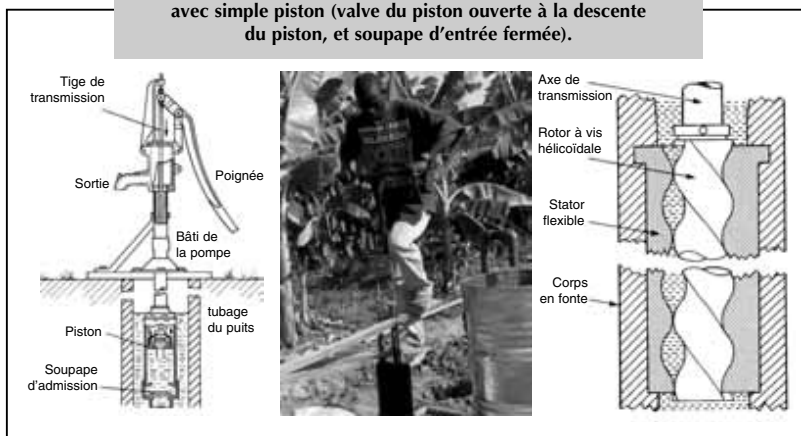 avec simple piston (valve du piston ouverte à la descente
du piston, et soupape d'entrée fermée).
Tige de
transmission
Sortie
Poignée
Bâti de
la pompe
tubage
du puits
Piston
Soupape
d'admission
Axe de
transmission
Rotor à vis
hélicoïdale
Stator
flexible
Corps
en fonte